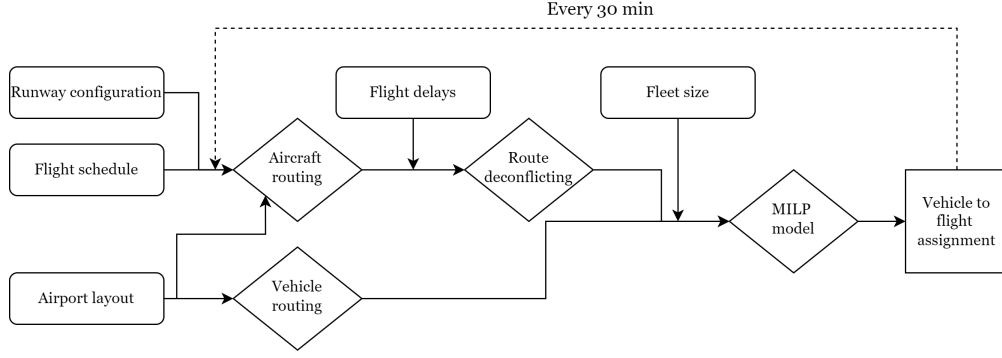 Every 30 min
Runway configuration
Flight delays
Fleet size
Flight schedule
Aircraft
routing
Route
deconflicting
MILP
model
Vehicle to
flight
assignment
Airport layout
Vehicle
routing